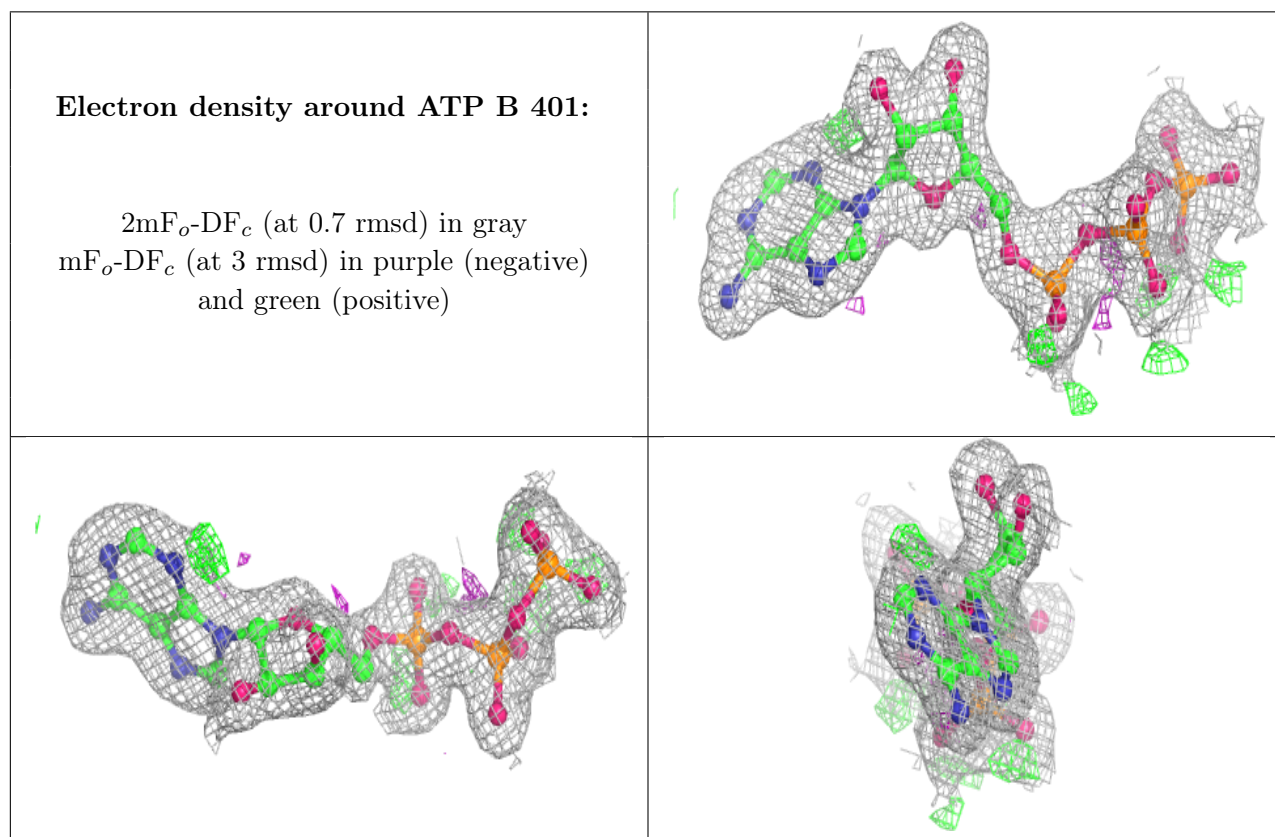 Electron density around ATP B 401:
2mFo-DFc (at 0.7 rmsd) in gray
mFo-DFc (at 3 rmsd) in purple (negative)
and green (positive)